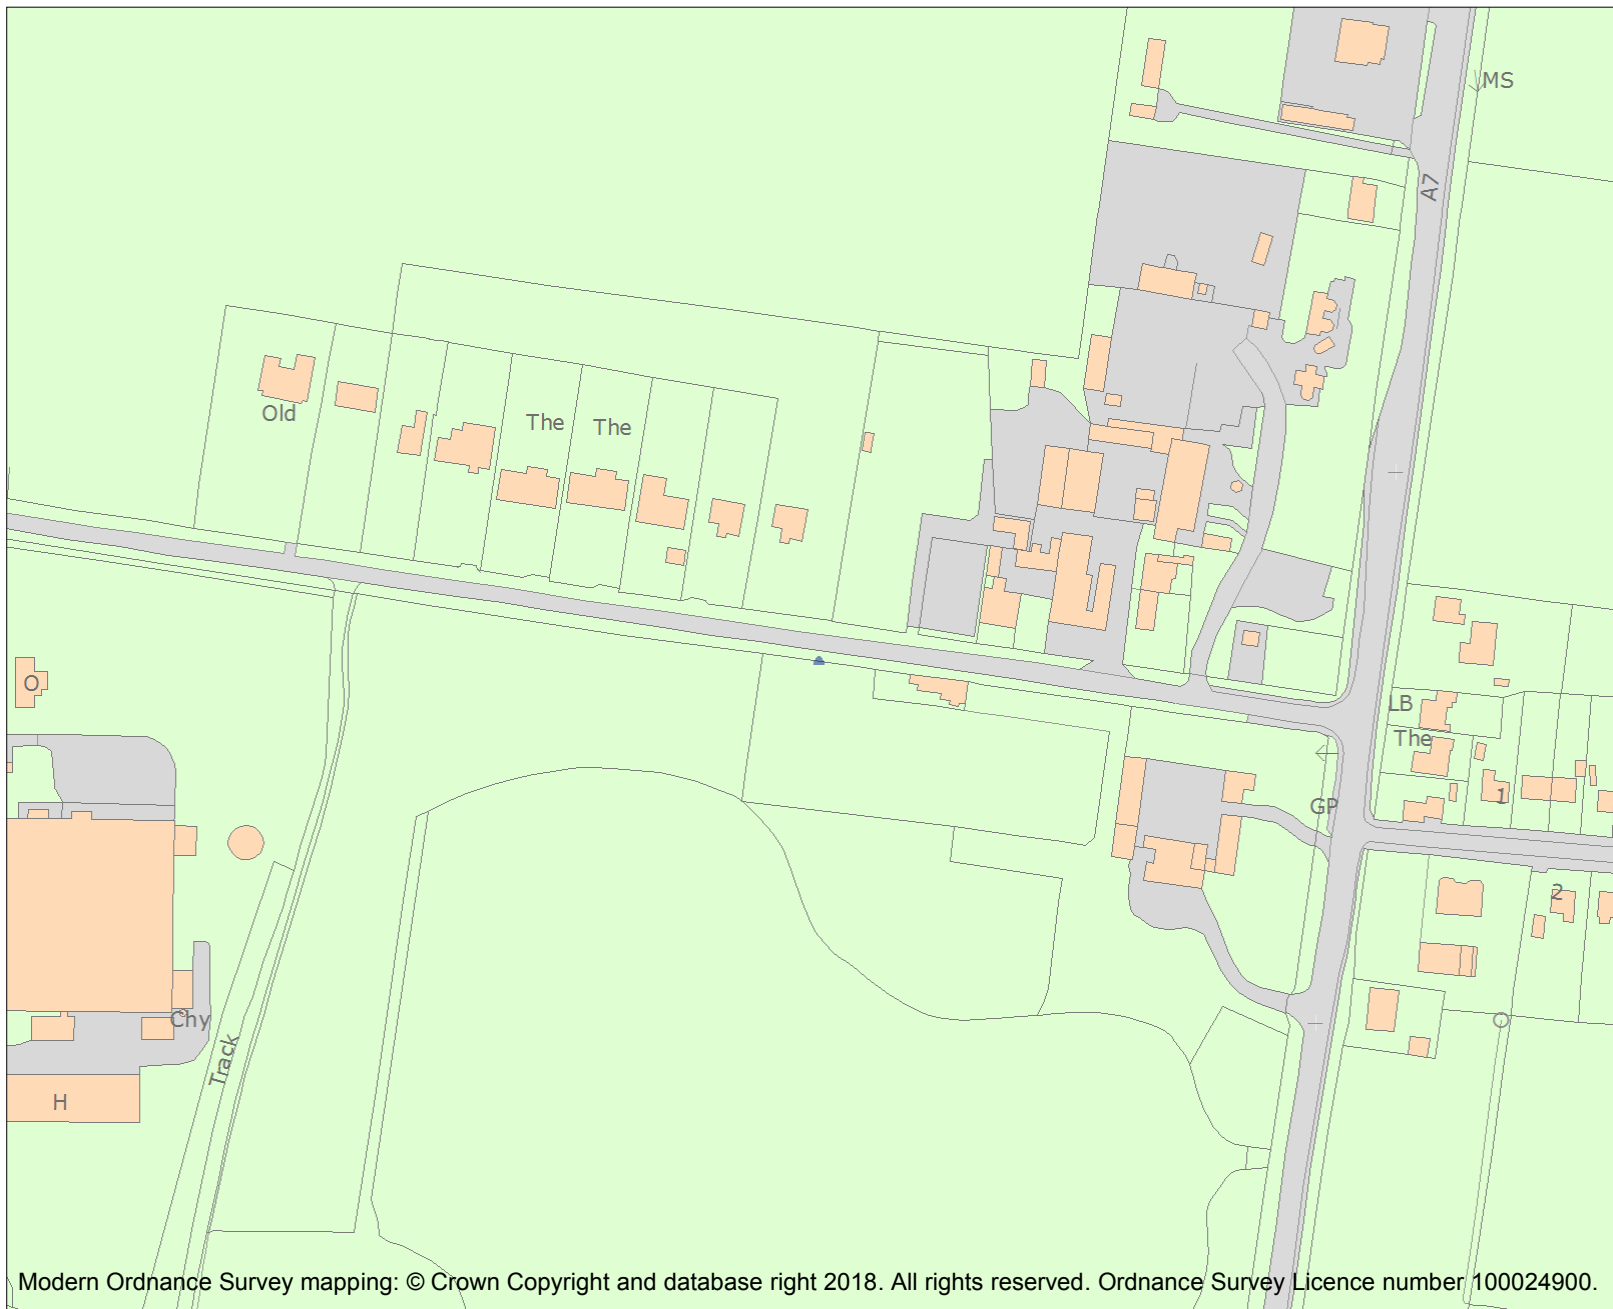 MS
A7
Old
The
The
O
LB
The
GP
1
2
Chy
Track
H
Modern Ordnance Survey mapping: © Crown Copyright and database right 2018. All rights reserved. Ordnance Survey Licence number 100024900.